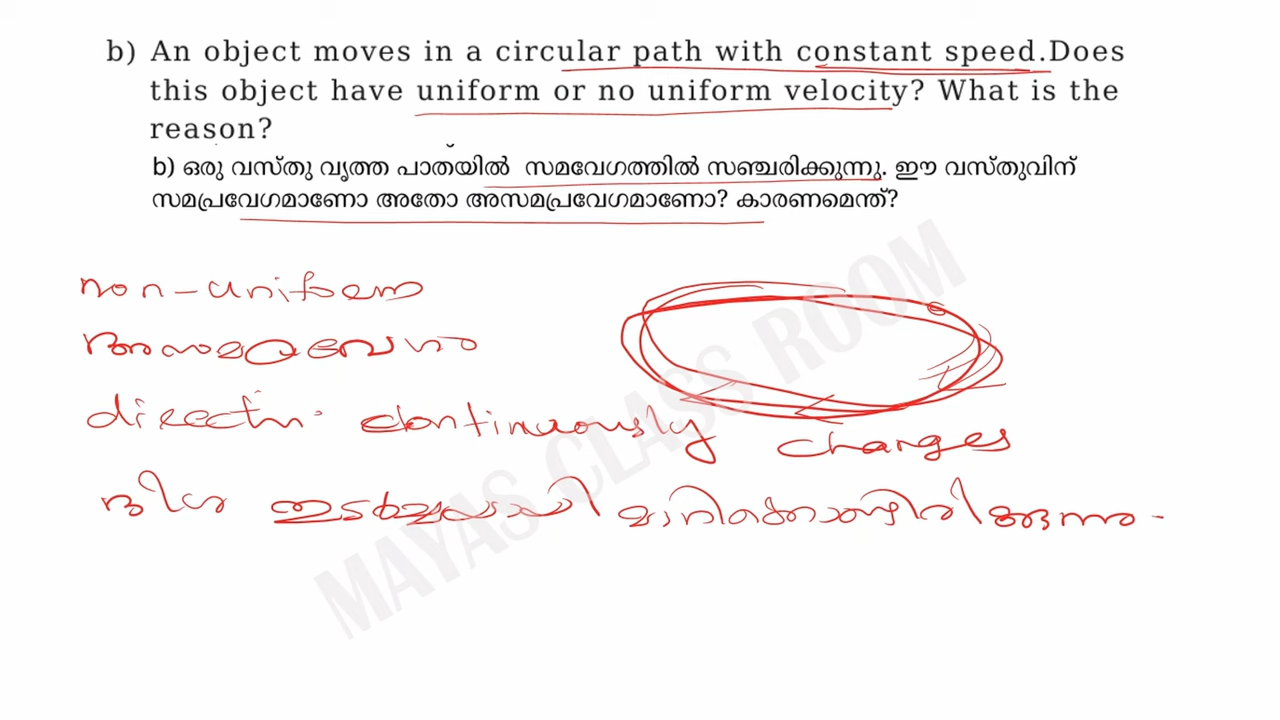 b) An object moves in a circular path with constant speed.Does
this object have uniform or no uniform velocity? What is the
reason?
b) ഒരു വസ്തു വൃത്ത പാതയിൽ സമവേഗത്തിൽ സഞ്ചരിക്കുന്നു. ഈ വസ്തുവിന്
സമപ്രവേഗമാണോ അതോ അസമപ്രവേഗമാണോ? കാരണമെന്ത്?
non-uniform
അസമപ്രവേഗം
continuously changes
ദിശ തുടർച്ചയായി മാറിക്കൊണ്ടിരിക്കുന്നു.
MAYAS CLASS ROOM